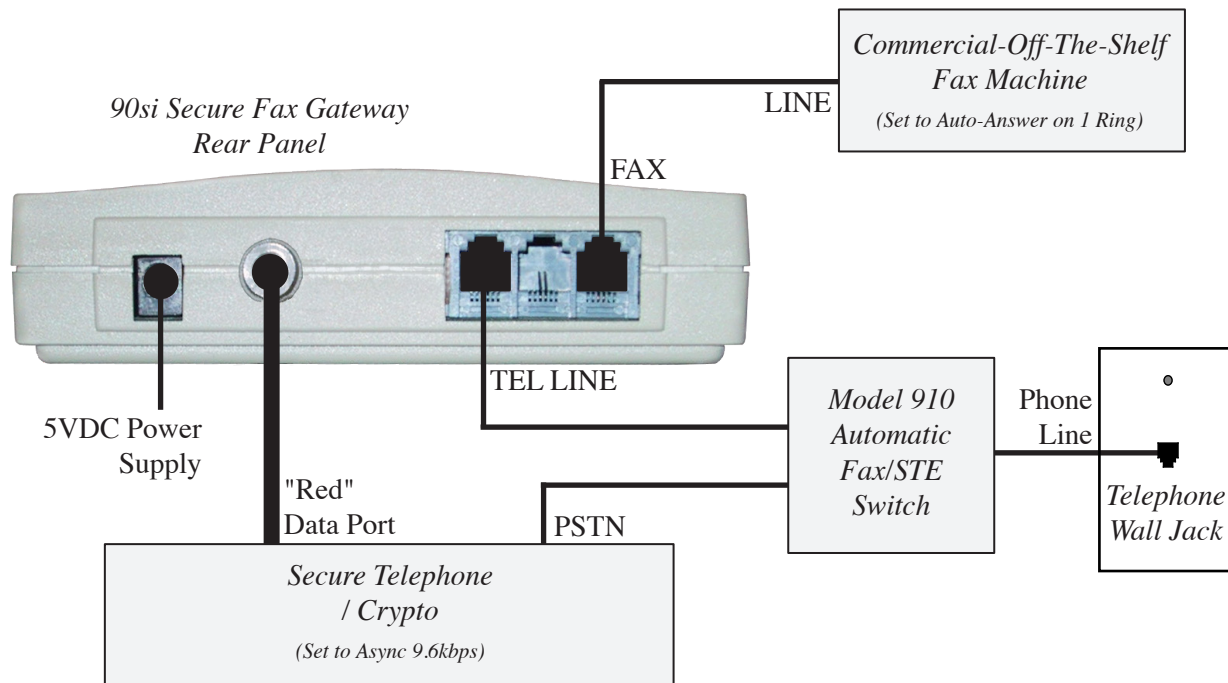 Commercial-Off-The-Shelf
Fax Machine
(Set to Auto-Answer on 1 Ring)
LINE
90si Secure Fax Gateway
Rear Panel
FAX
TEL LINE
5VDC Power
Supply
"Red"
Data Port
PSTN
Model 910
Automatic
Fax/STE
Switch
Phone
Line
Telephone
Wall Jack
Secure Telephone
/ Crypto
(Set to Async 9.6kbps)